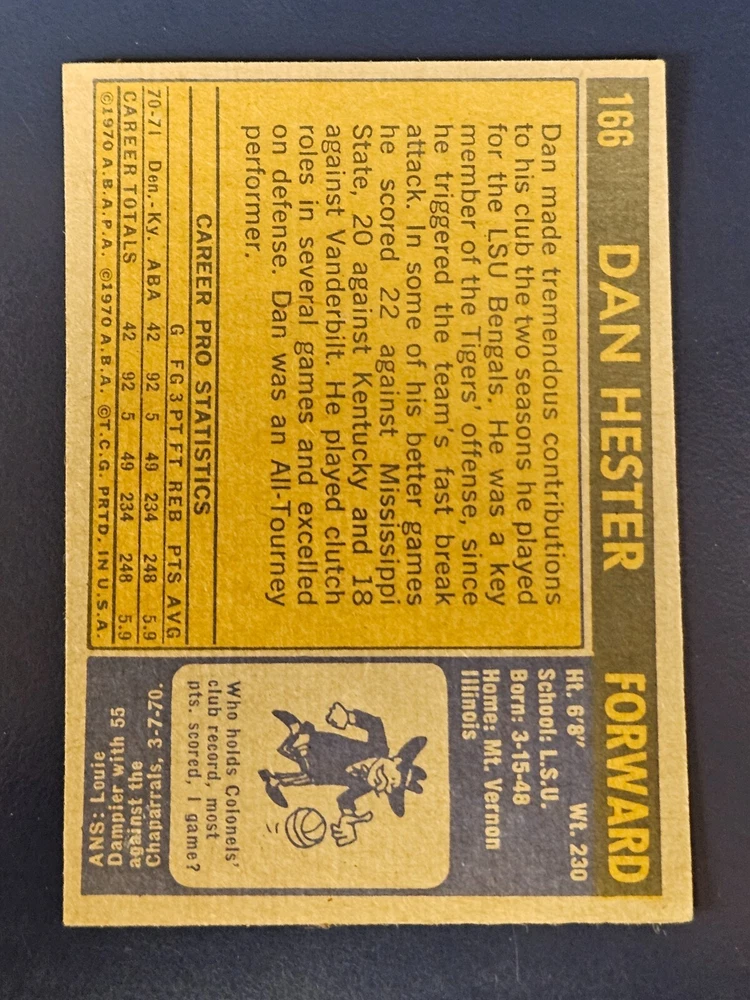 166 DAN HESTER FORWARD
Dan made tremendous contributions
to his club the two seasons he played
for the LSU Bengals. He was a key
member of the Tigers' offense, since
he triggered the team's fast break
attack. In some of his better games
he scored 22 against Mississippi
State, 20 against Kentucky and 18
against Vanderbilt. He played clutch
roles in several games and excelled
on defense. Dan was an All-Tourney
performer.
CAREER PRO STATISTICS
G FG 3PT FT REB PTS AVG
70-71 Den.-Ky. ABA 42 92 5 49 234 248 5.9
CAREER TOTALS 42 92 5 49 234 248 5.9
©1970 A.B.A.P.A. ©1970 A.B.A. ©T.C.G. PRTD. IN U.S.A.
Ht. 6'8" Wt. 230
School: L.S.U.
Born: 3-15-48
Home: Mt. Vernon
Illinois
Who holds Colonels'
club record, most
pts. scored, 1 game?
ANS: Louie
Dampier with 55
against the
Chaparrals, 3-7-70.